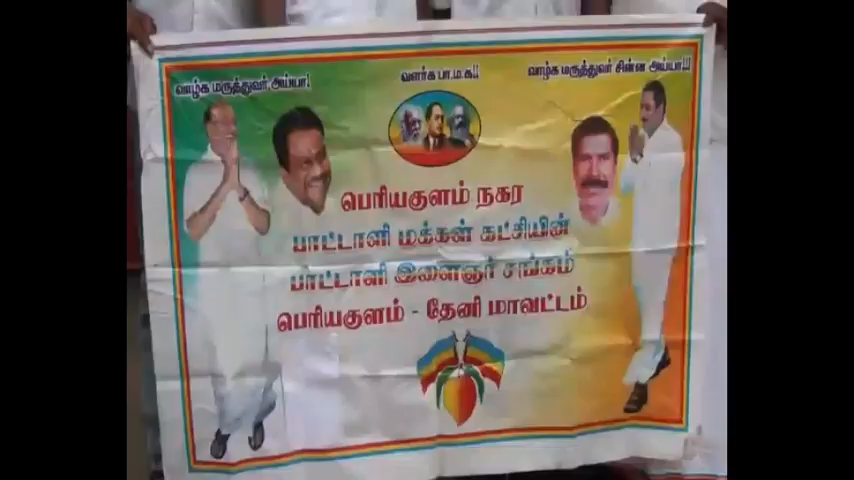 வாழ்க மருத்துவர் அய்யா!
வளர்க பா.ம.க!!
வாழ்க மருத்துவர் சின்ன அய்யா!!!
பெரியகுளம் நகர
பாட்டாளி மக்கள் கட்சியின்
பாட்டாளி இளைஞர் சங்கம்
பெரியகுளம் - தேனி மாவட்டம்